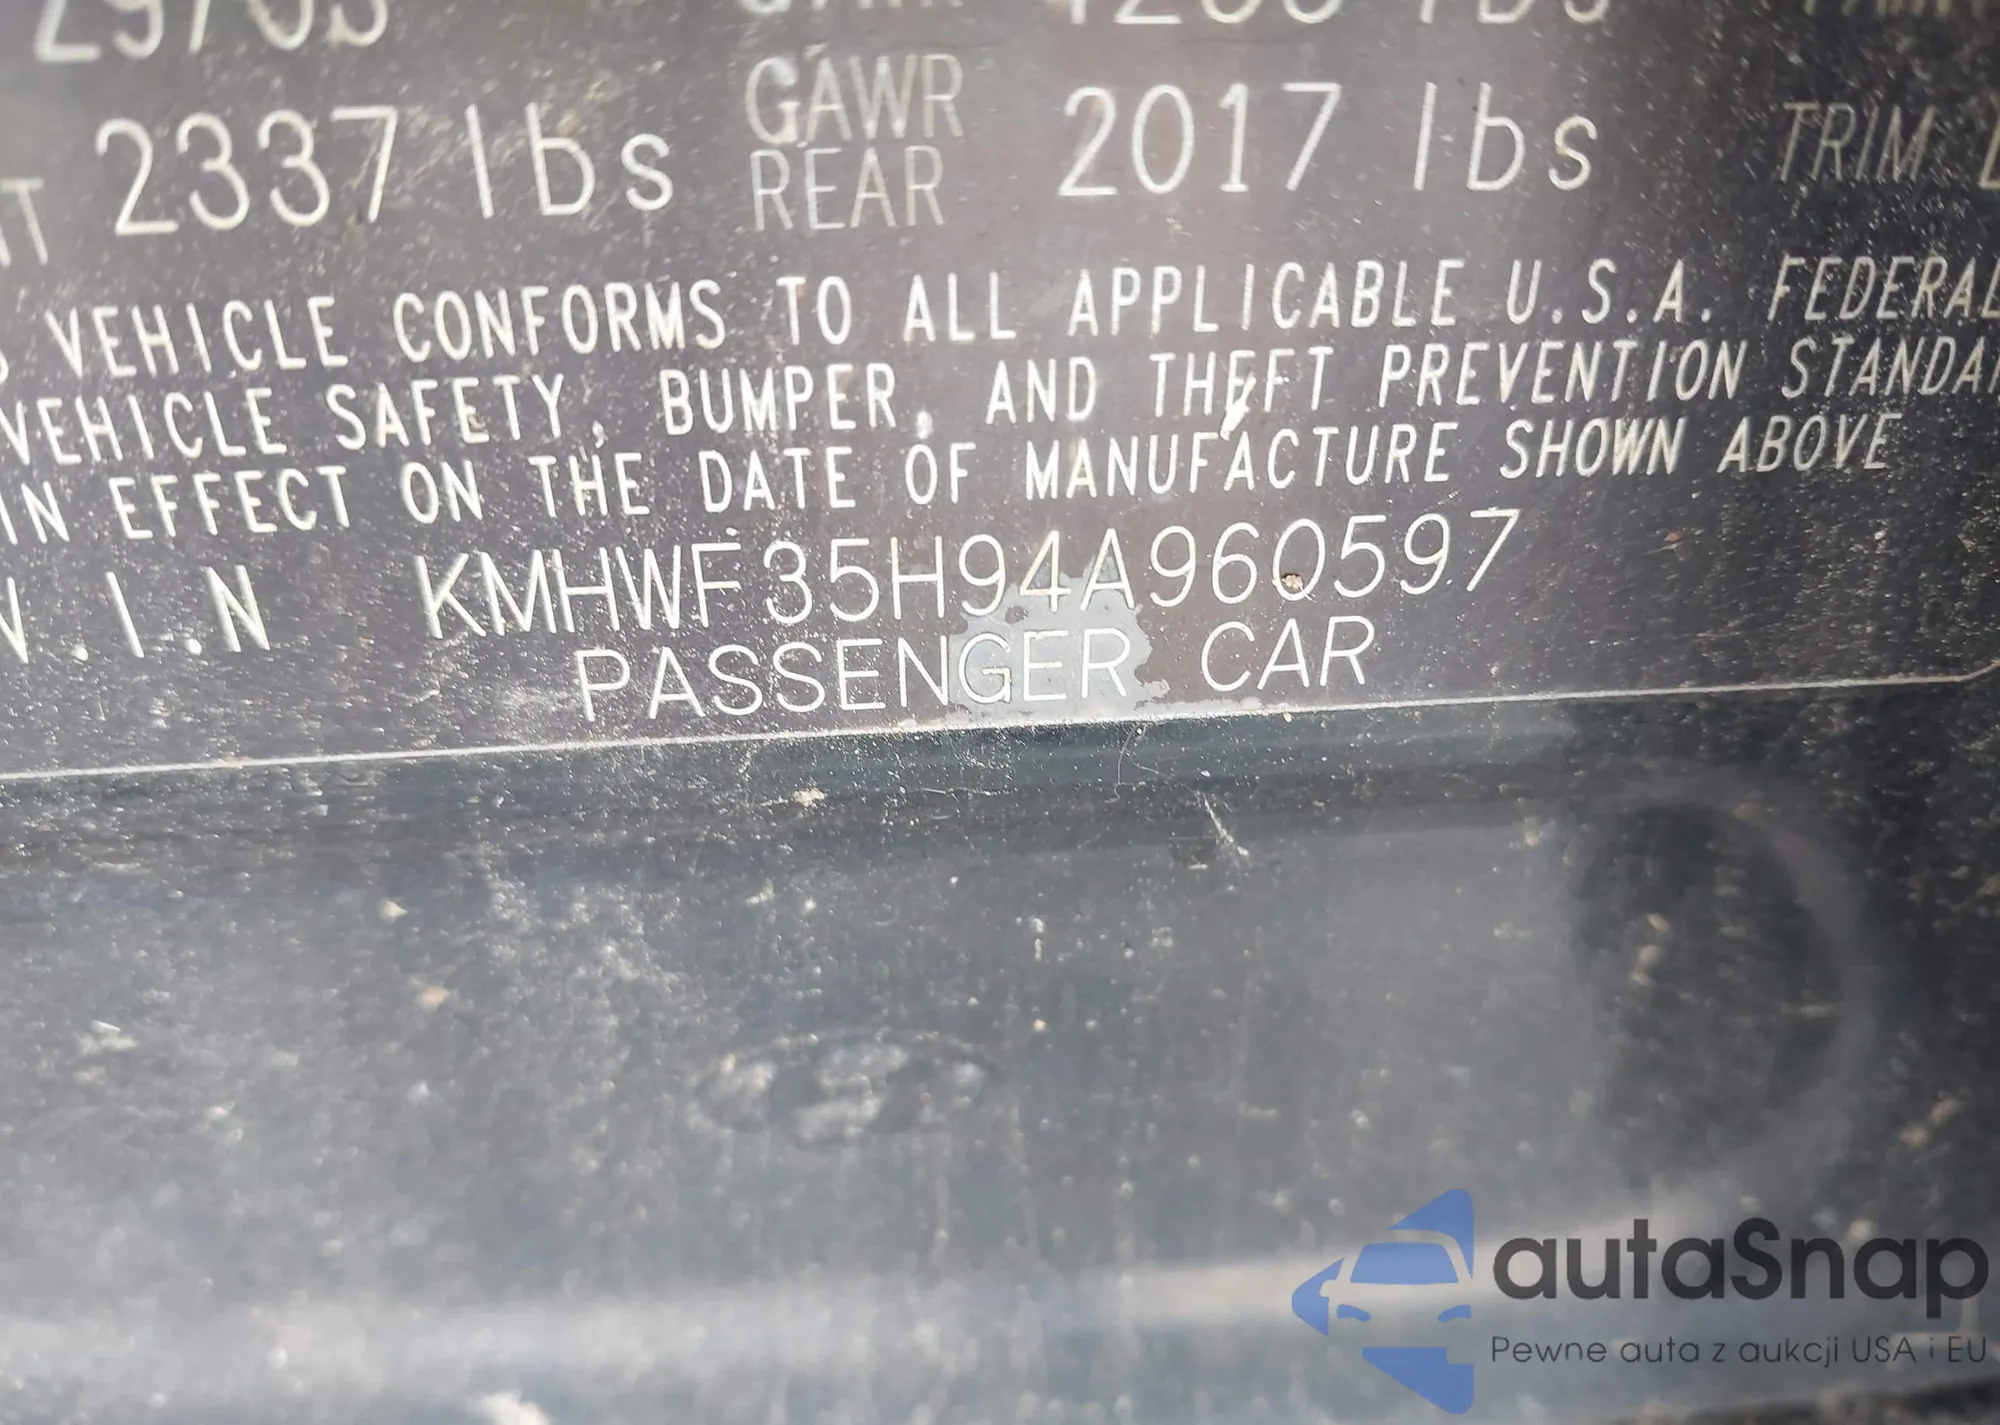 2337 lbs GAWR REAR 2017 lbs TRIM
VEHICLE CONFORMS TO ALL APPLICABLE U.S.A. FEDERAL
VEHICLE SAFETY, BUMPER, AND THEFT PREVENTION
IN EFFECT ON THE DATE OF MANUFACTURE SHOWN ABOVE
V.I.N KMHWF35H94A960597
PASSENGER CAR
autaSnap
Pewne auta z aukcji USA i EU